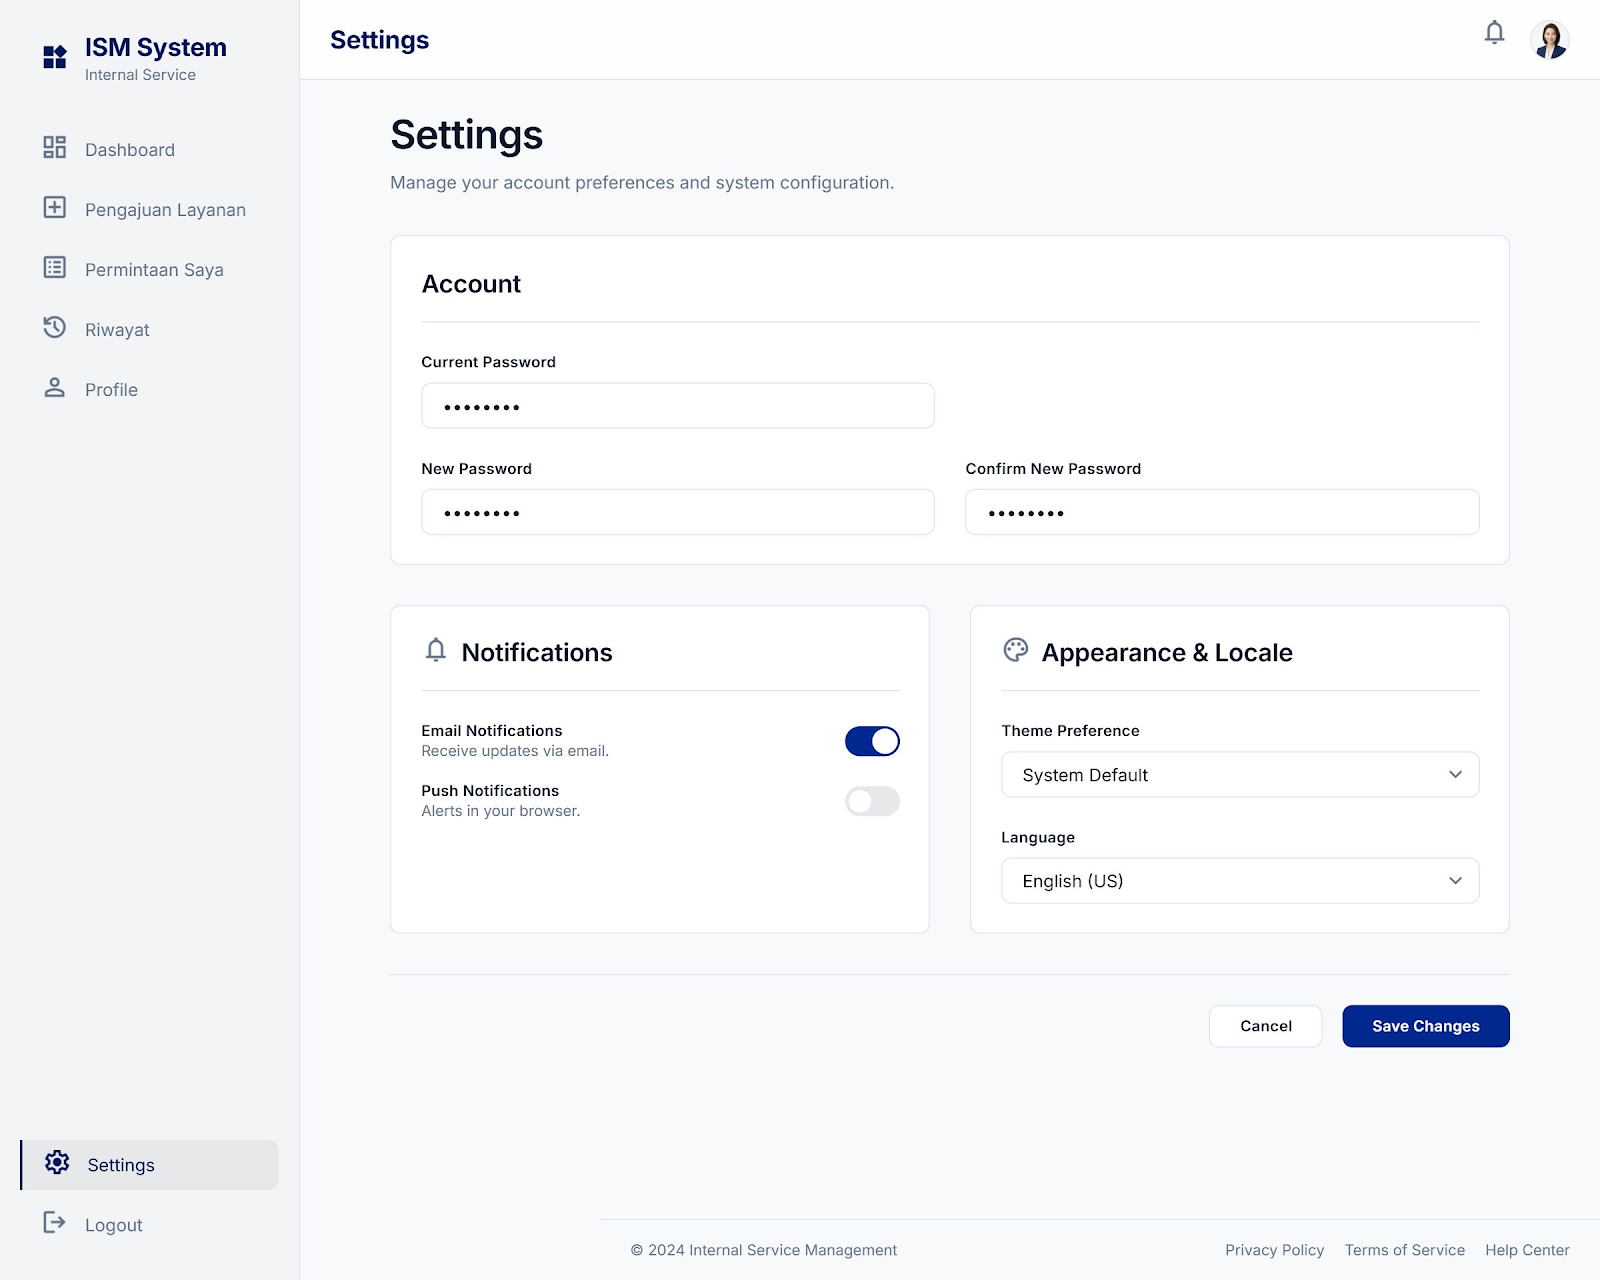 ISM System
Internal Service
Dashboard
Pengajuan Layanan
Permintaan Saya
Riwayat
Profile
Settings
Logout
Settings
Settings
Manage your account preferences and system configuration.
Account
Current Password
••••••••
New Password
••••••••
Confirm New Password
••••••••
Notifications
Email Notifications
Receive updates via email.
Push Notifications
Alerts in your browser.
Appearance & Locale
Theme Preference
System Default
Language
English (US)
Cancel
Save Changes
© 2024 Internal Service Management
Privacy Policy
Terms of Service
Help Center